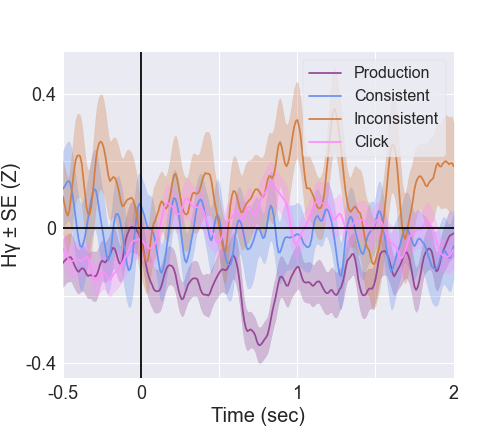 Production
Consistent
Inconsistent
Click
0.4
0
-0.4
Hγ ± SE (Z)
-0.5 0 1 2
Time (sec)